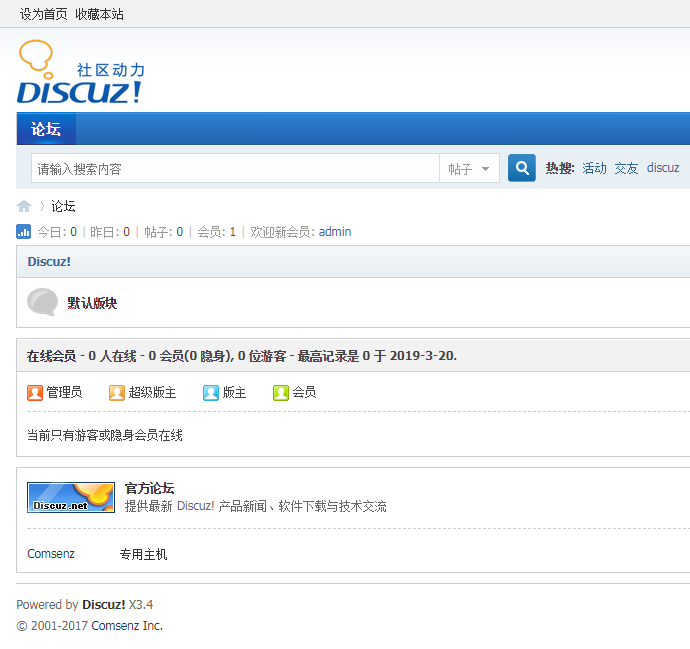 设为首页 收藏本站
社区动力
DISCUZ!
论坛
请输入搜索内容 帖子 热搜: 活动 交友 discuz
论坛
今日: 0 | 昨日: 0 | 帖子: 0 | 会员: 1 | 欢迎新会员: admin
Discuz!
默认版块
在线会员 - 0 人在线 - 0 会员(0 隐身), 0 位游客 - 最高记录是 0 于 2019-3-20.
管理员 超级版主 版主 会员
当前只有游客或隐身会员在线
Discuz.net
官方论坛
提供最新 Discuz! 产品新闻、软件下载与技术交流
Comsenz 专用主机
Powered by Discuz! X3.4
© 2001-2017 Comsenz Inc.